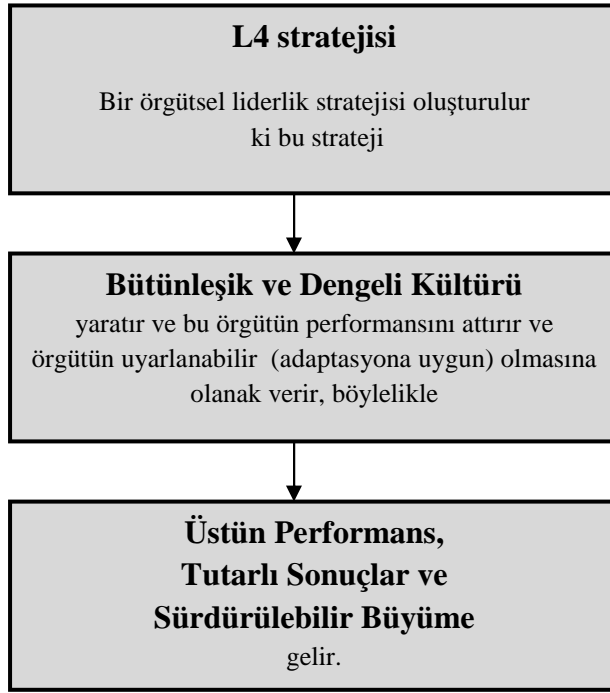 L4 stratejisi
Bir örgütsel liderlik stratejisi oluşturulur
ki bu strateji
Bütünleşik ve Dengeli Kültürü
yaratır ve bu örgütün performansını attırır ve
örgütün uyarlanabilir (adaptasyona uygun) olmasına
olanak verir, böylelikle
Üstün Performans,
Tutarlı Sonuçlar ve
Sürdürülebilir Büyüme
gelir.